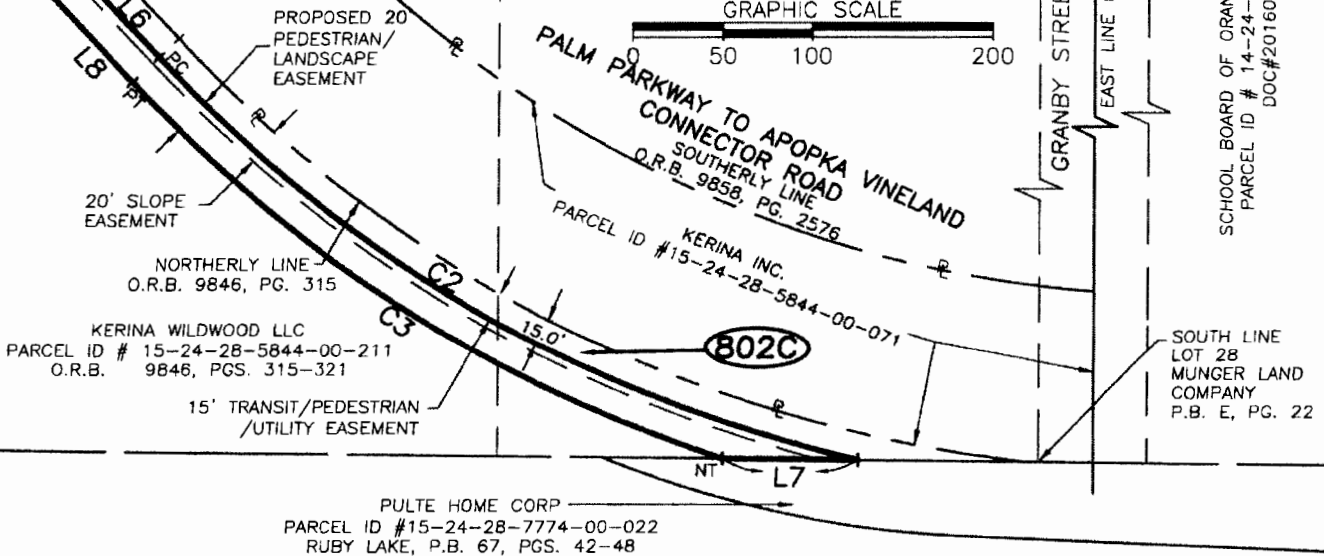 L6
PC
L8
PT
PROPOSED 20'
PEDESTRIAN/
LANDSCAPE
EASEMENT
GRAPHIC SCALE
0 50 100 200
PALM PARKWAY TO APOPKA VINELAND
CONNECTOR ROAD
SOUTHERLY LINE
O.R.B. 9858, PG. 2576
KERINA INC.
PARCEL ID #15-24-28-5844-00-071
GRANBY STREE
EAST LINE
SCHOOL BOARD OF ORAN
PARCEL ID # 14-24-
DOC#20160
20' SLOPE
EASEMENT
NORTHERLY LINE
O.R.B. 9846, PG. 315
C2
C3
15.0'
802C
KERINA WILDWOOD LLC
PARCEL ID # 15-24-28-5844-00-211
O.R.B. 9846, PGS. 315-321
15' TRANSIT/PEDESTRIAN
/UTILITY EASEMENT
SOUTH LINE
LOT 28
MUNGER LAND
COMPANY
P.B. E, PG. 22
NT
L7
PULTE HOME CORP
PARCEL ID #15-24-28-7774-00-022
RUBY LAKE, P.B. 67, PGS. 42-48